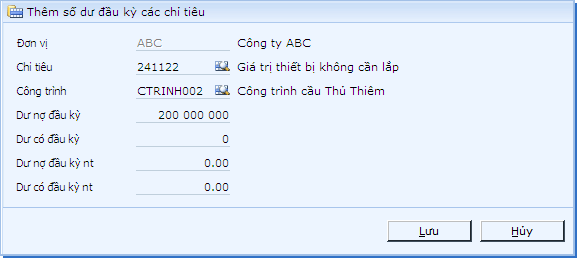 Thêm số dư đầu kỳ các chỉ tiêu
Đơn vị ABC Công ty ABC
Chỉ tiêu 241122 Giá trị thiết bị không cần lắp
Công trình CTRINH002 Công trình cầu Thủ Thiêm
Dư nợ đầu kỳ 200 000 000
Dư có đầu kỳ 0
Dư nợ đầu kỳ nt 0.00
Dư có đầu kỳ nt 0.00
Lưu Hủy